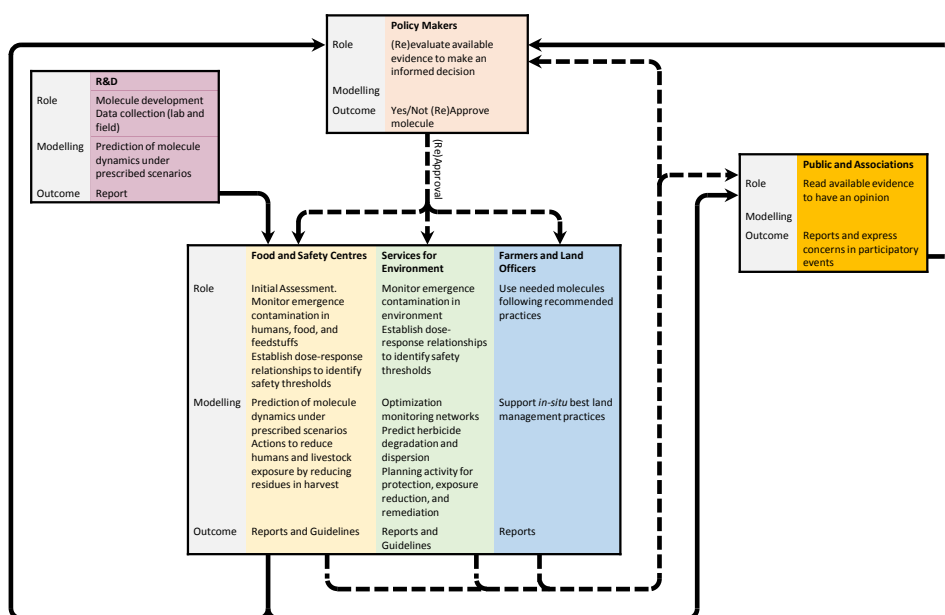 Policy Makers
Role
(Re)evaluate available
evidence to make an
informed decision
Modelling
Outcome
Yes/Not (Re)Approve
molecule
R&D
Role
Molecule development
Data collection (lab and
field)
Modelling
Prediction of molecule
dynamics under
prescribed scenarios
Outcome
Report
(Re)Approval
Public and Associations
Role
Read available evidence
to have an opinion
Modelling
Outcome
Reports and express
concerns in participatory
events
Food and Safety Centres
Services for
Environment
Farmers and Land
Officers
Role
Initial Assessment.
Monitor emergence
contamination in
humans, food, and
feedstuffs
Establish dose-response
relationships to identify
safety thresholds
Monitor emergence
contamination in
environment
Establish dose-
response relationships
to identify safety
thresholds
Use needed molecules
following recommended
practices
Modelling
Prediction of molecule
dynamics under
prescribed scenarios
Actions to reduce
humans and livestock
exposure by reducing
residues in harvest
Optimization
monitoring networks
Predict herbicide
degradation and
dispersion
Planning activity for
protection, exposure
reduction, and
remediation
Support in-situ best land
management practices
Outcome
Reports and Guidelines
Reports and
Guidelines
Reports